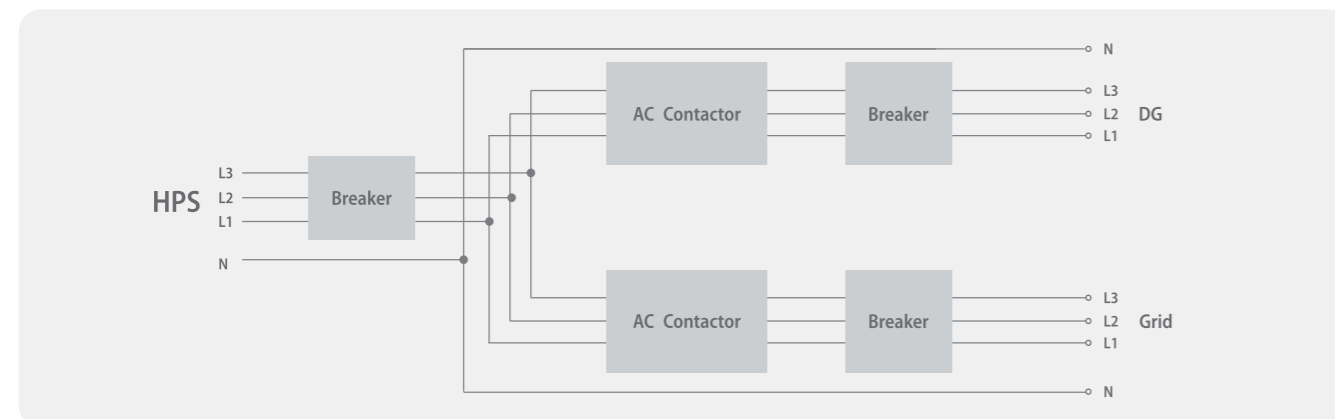 N
L3
AC Contactor
Breaker
L2
DG
L1
L3
HPS
L2
Breaker
L1
N
L3
AC Contactor
Breaker
L2
Grid
L1
N